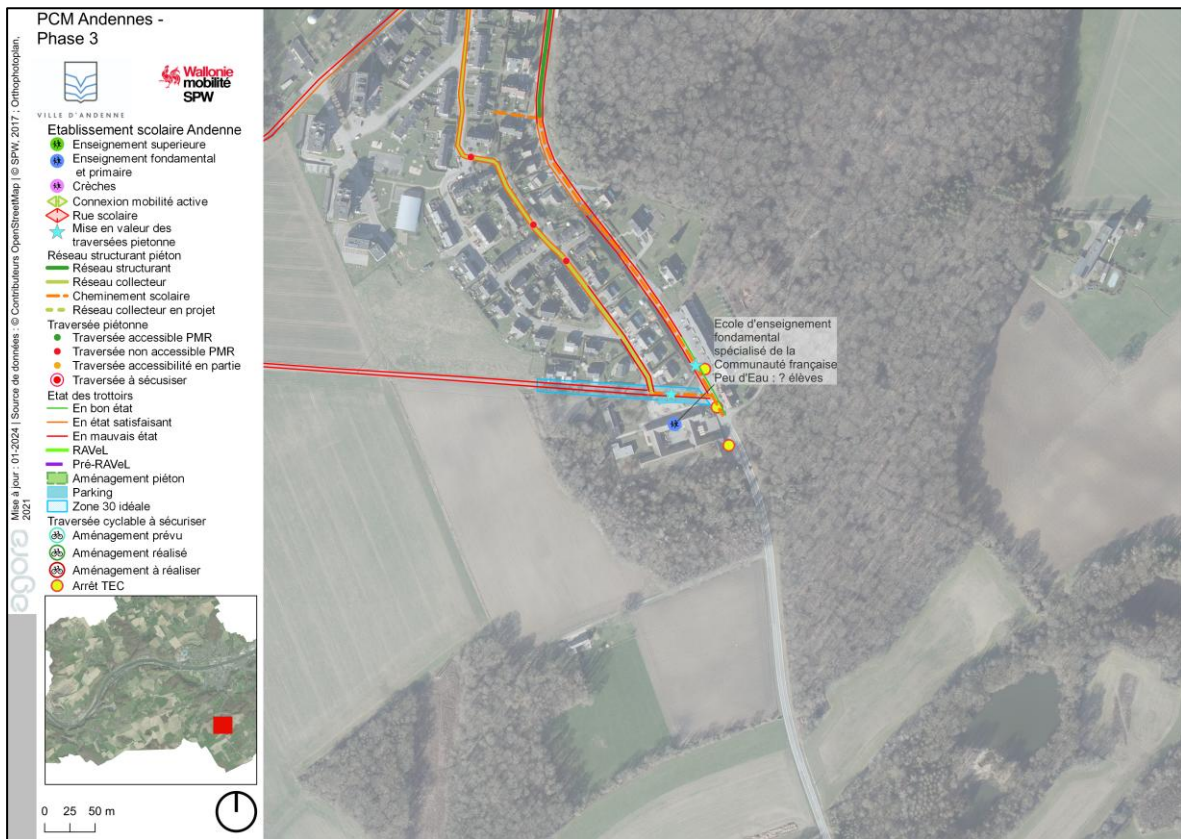 PCM Andennes -
Phase 3
VILLE D'ANDENNE
Wallonie
mobilité
SPW
Etablissement scolaire Andenne
Enseignement superieure
Enseignement fondamental
et primaire
Crèches
Connexion mobilité active
Rue scolaire
Mise en valeur des
traversées pietonne
Réseau structurant piéton
Réseau structurant
Réseau collecteur
Cheminement scolaire
Réseau collecteur en projet
Traversée piétonne
Traversée accessible PMR
Traversée non accessible PMR
Traversée accessibilité en partie
Traversée à sécusiser
Etat des trottoirs
En bon état
En état satisfaisant
En mauvais état
RAVeL
Pré-RAVeL
Aménagement piéton
Parking
Zone 30 idéale
Traversée cyclable à sécuriser
Aménagement prévu
Aménagement réalisé
Aménagement à réaliser
Arrêt TEC
0 25 50 m
agora
Mise à jour : 01-2024 | Source de données : © Contributeurs OpenStreetMap | © SPW, 2017 ; Orthophotoplan,
2021
Ecole d'enseignement
fondamental
spécialisé de la
Communauté française
Peu d'Eau : ? élèves